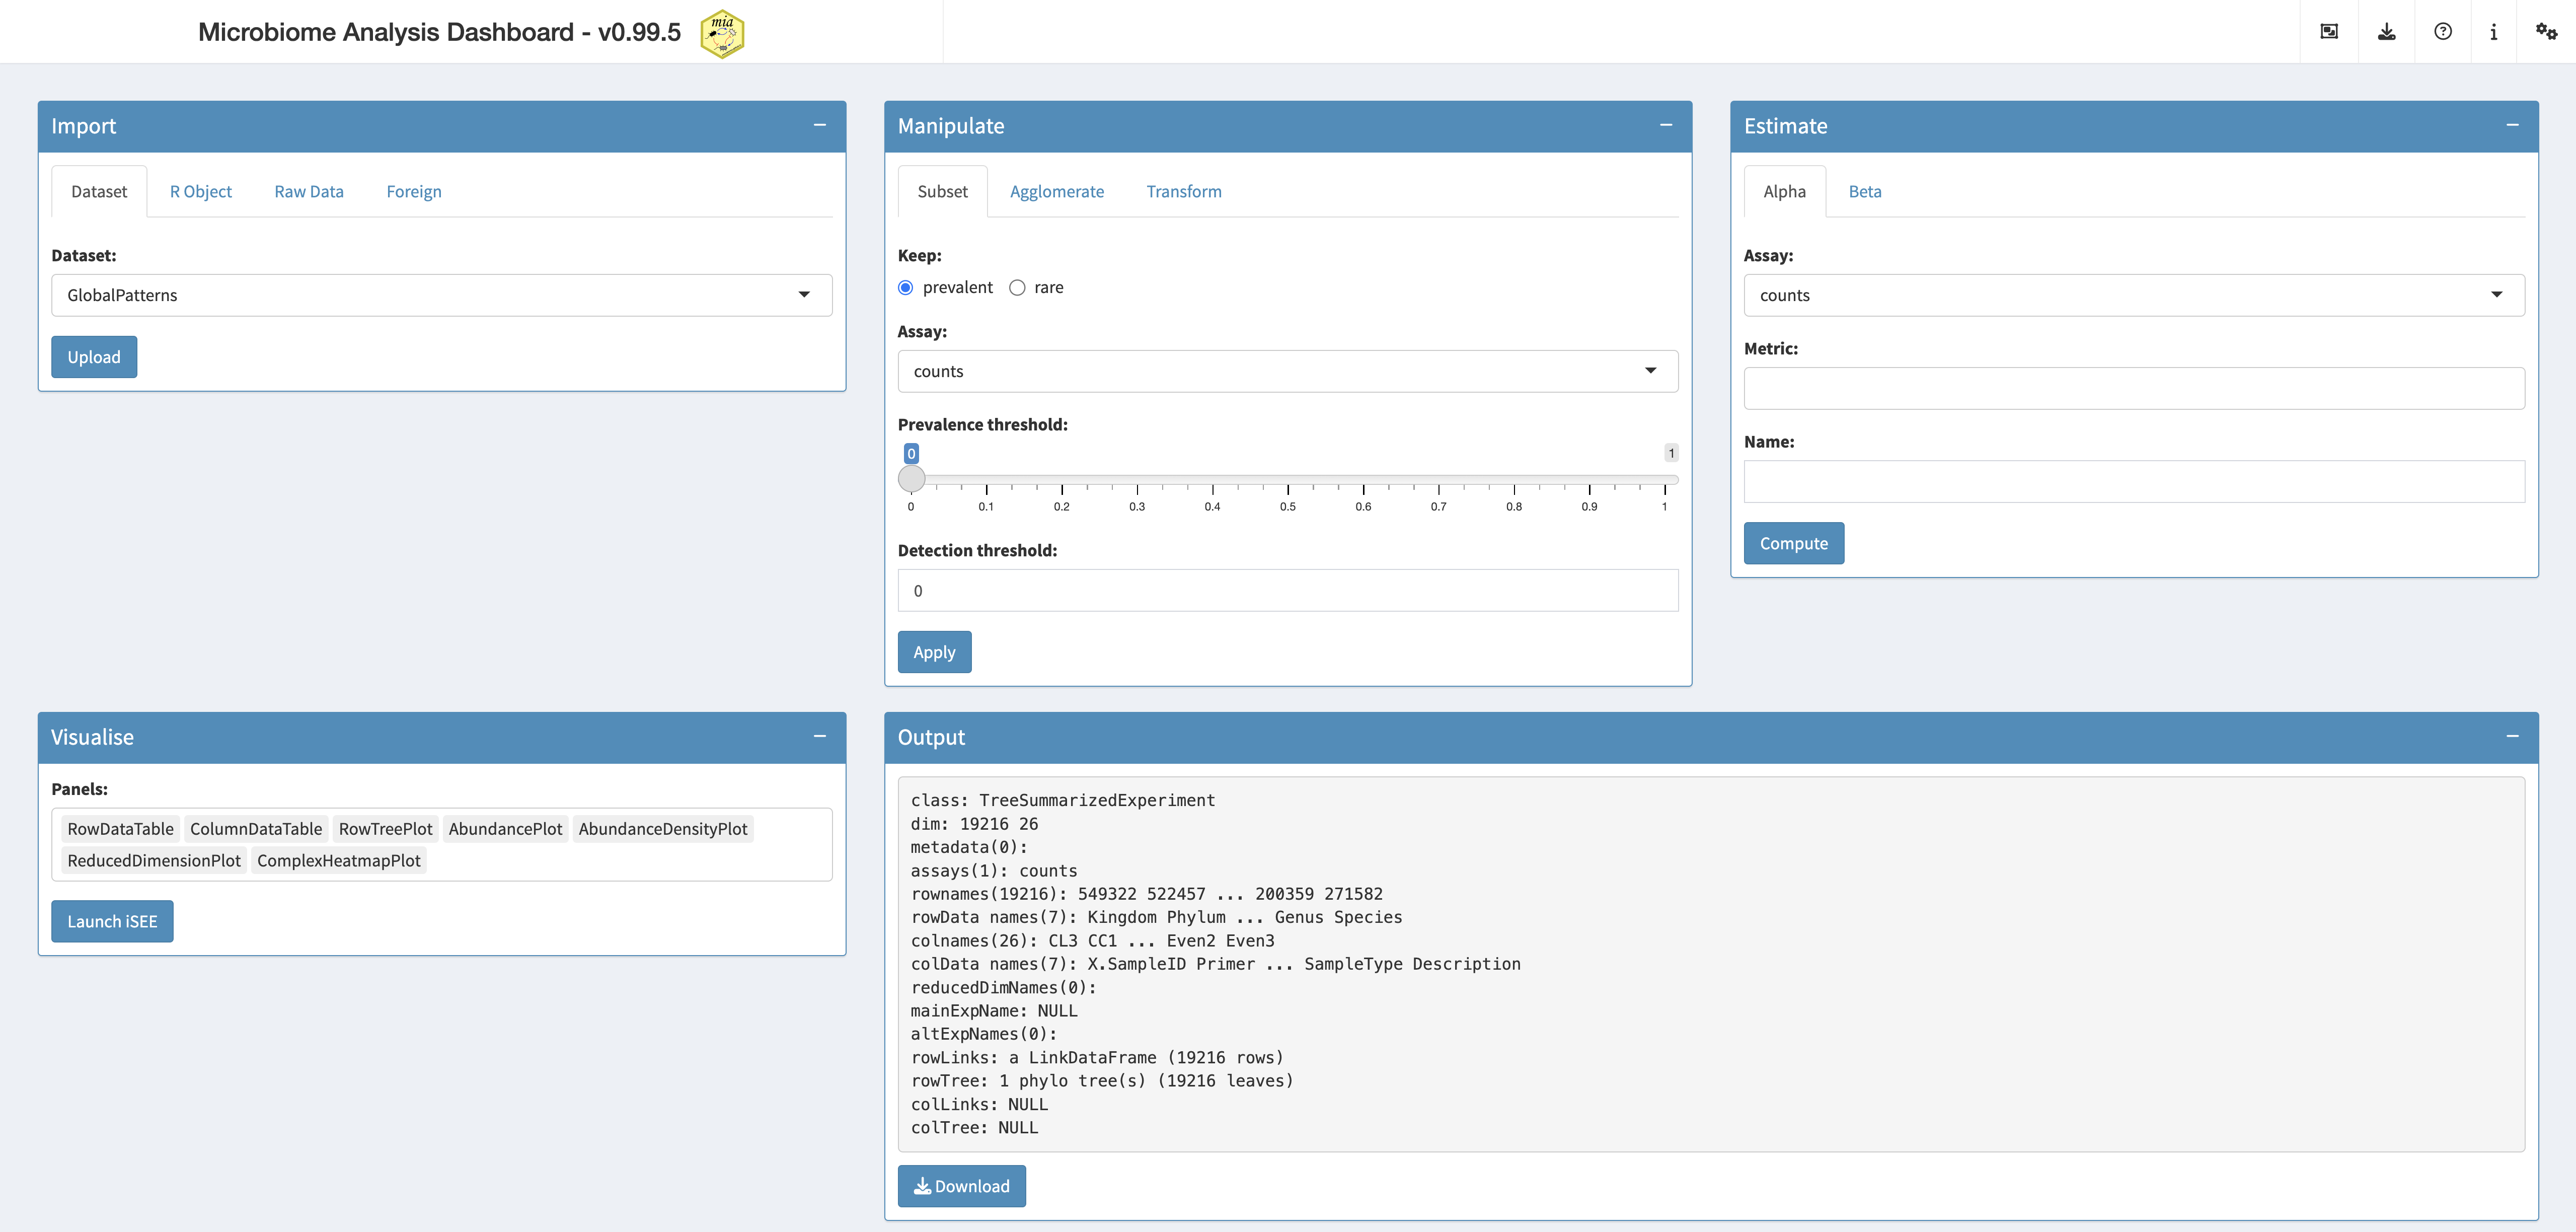 Microbiome Analysis Dashboard - v0.99.5
mia
Import
Dataset
R Object
Raw Data
Foreign
Dataset:
GlobalPatterns
Upload
Manipulate
Subset
Agglomerate
Transform
Keep:
prevalent
rare
Assay:
counts
Prevalence threshold:
0
1
0 0.1 0.2 0.3 0.4 0.5 0.6 0.7 0.8 0.9 1
Detection threshold:
0
Apply
Estimate
Alpha
Beta
Assay:
counts
Metric:
Name:
Compute
Visualise
Panels:
RowDataTable ColumnDataTable RowTreePlot AbundancePlot AbundanceDensityPlot
ReducedDimensionPlot ComplexHeatmapPlot
Launch iSEE
Output
class: TreeSummarizedExperiment
dim: 19216 26
metadata(0):
assays(1): counts
rownames(19216): 549322 522457 ... 200359 271582
rowData names(7): Kingdom Phylum ... Genus Species
colnames(26): CL3 CC1 ... Even2 Even3
colData names(7): X.SampleID Primer ... SampleType Description
reducedDimNames(0):
mainExpName: NULL
altExpNames(0):
rowLinks: a LinkDataFrame (19216 rows)
rowTree: 1 phylo tree(s) (19216 leaves)
colLinks: NULL
colTree: NULL
Download